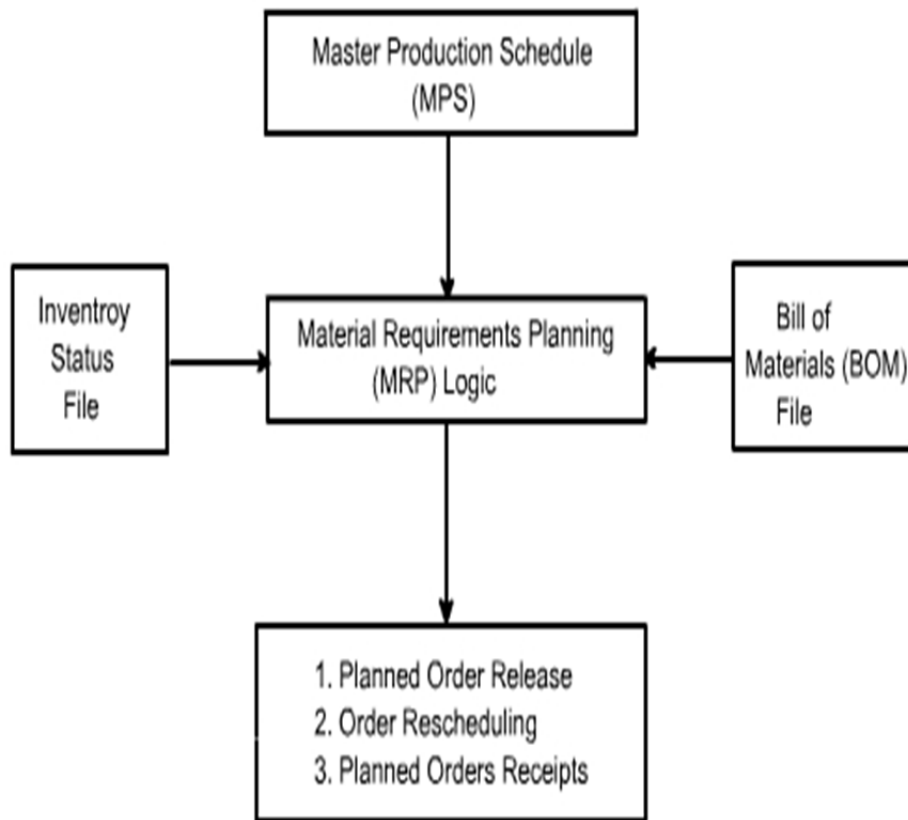 Master Production Schedule
(MPS)
Inventroy
Status
File
Material Requirements Planning
(MRP) Logic
Bill of
Materials (BOM)
File
1. Planned Order Release
2. Order Rescheduling
3. Planned Orders Receipts